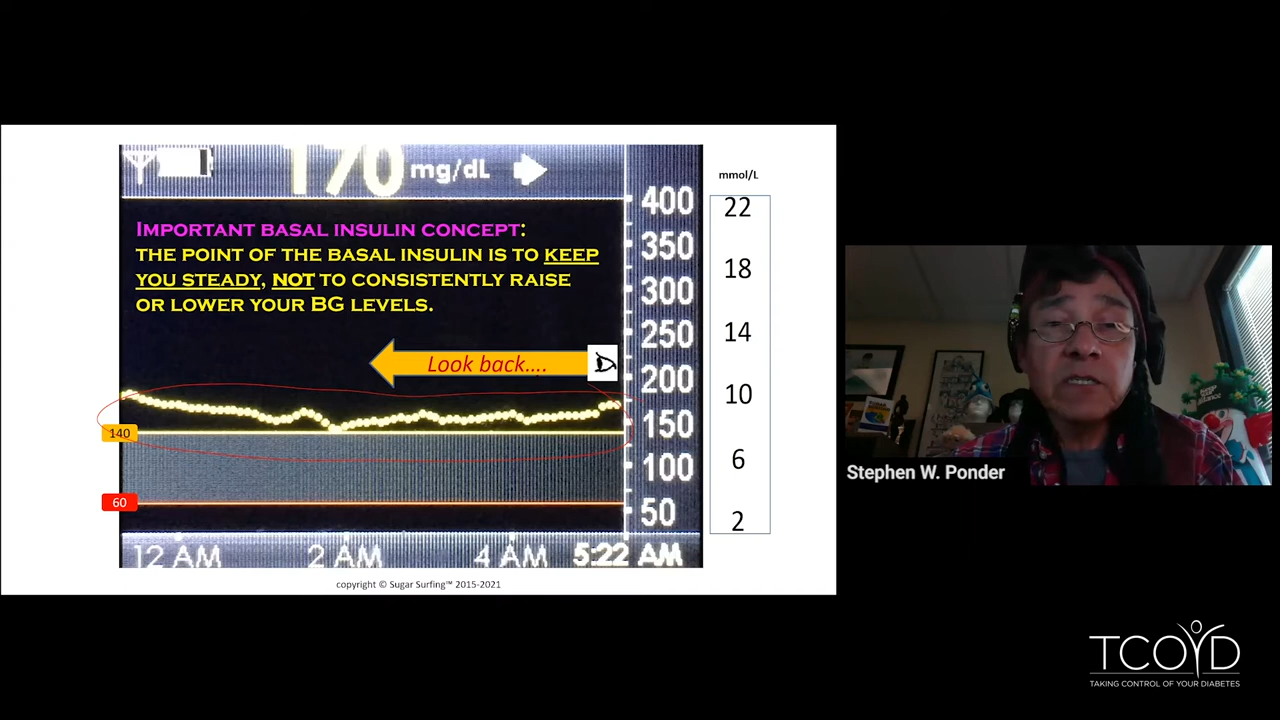 170 mg/dL
IMPORTANT BASAL INSULIN CONCEPT:
THE POINT OF THE BASAL INSULIN IS TO KEEP
YOU STEADY, NOT TO CONSISTENTLY RAISE
OR LOWER YOUR BG LEVELS.
Look back....
140
60
400
350
300
250
200
150
100
50
12 AM
2 AM
4 AM
5:22 AM
mmol/L
22
18
14
10
6
2
copyright © Sugar Surfing™ 2015-2021
Stephen W. Ponder
TCOYD
TAKING CONTROL OF YOUR DIABETES